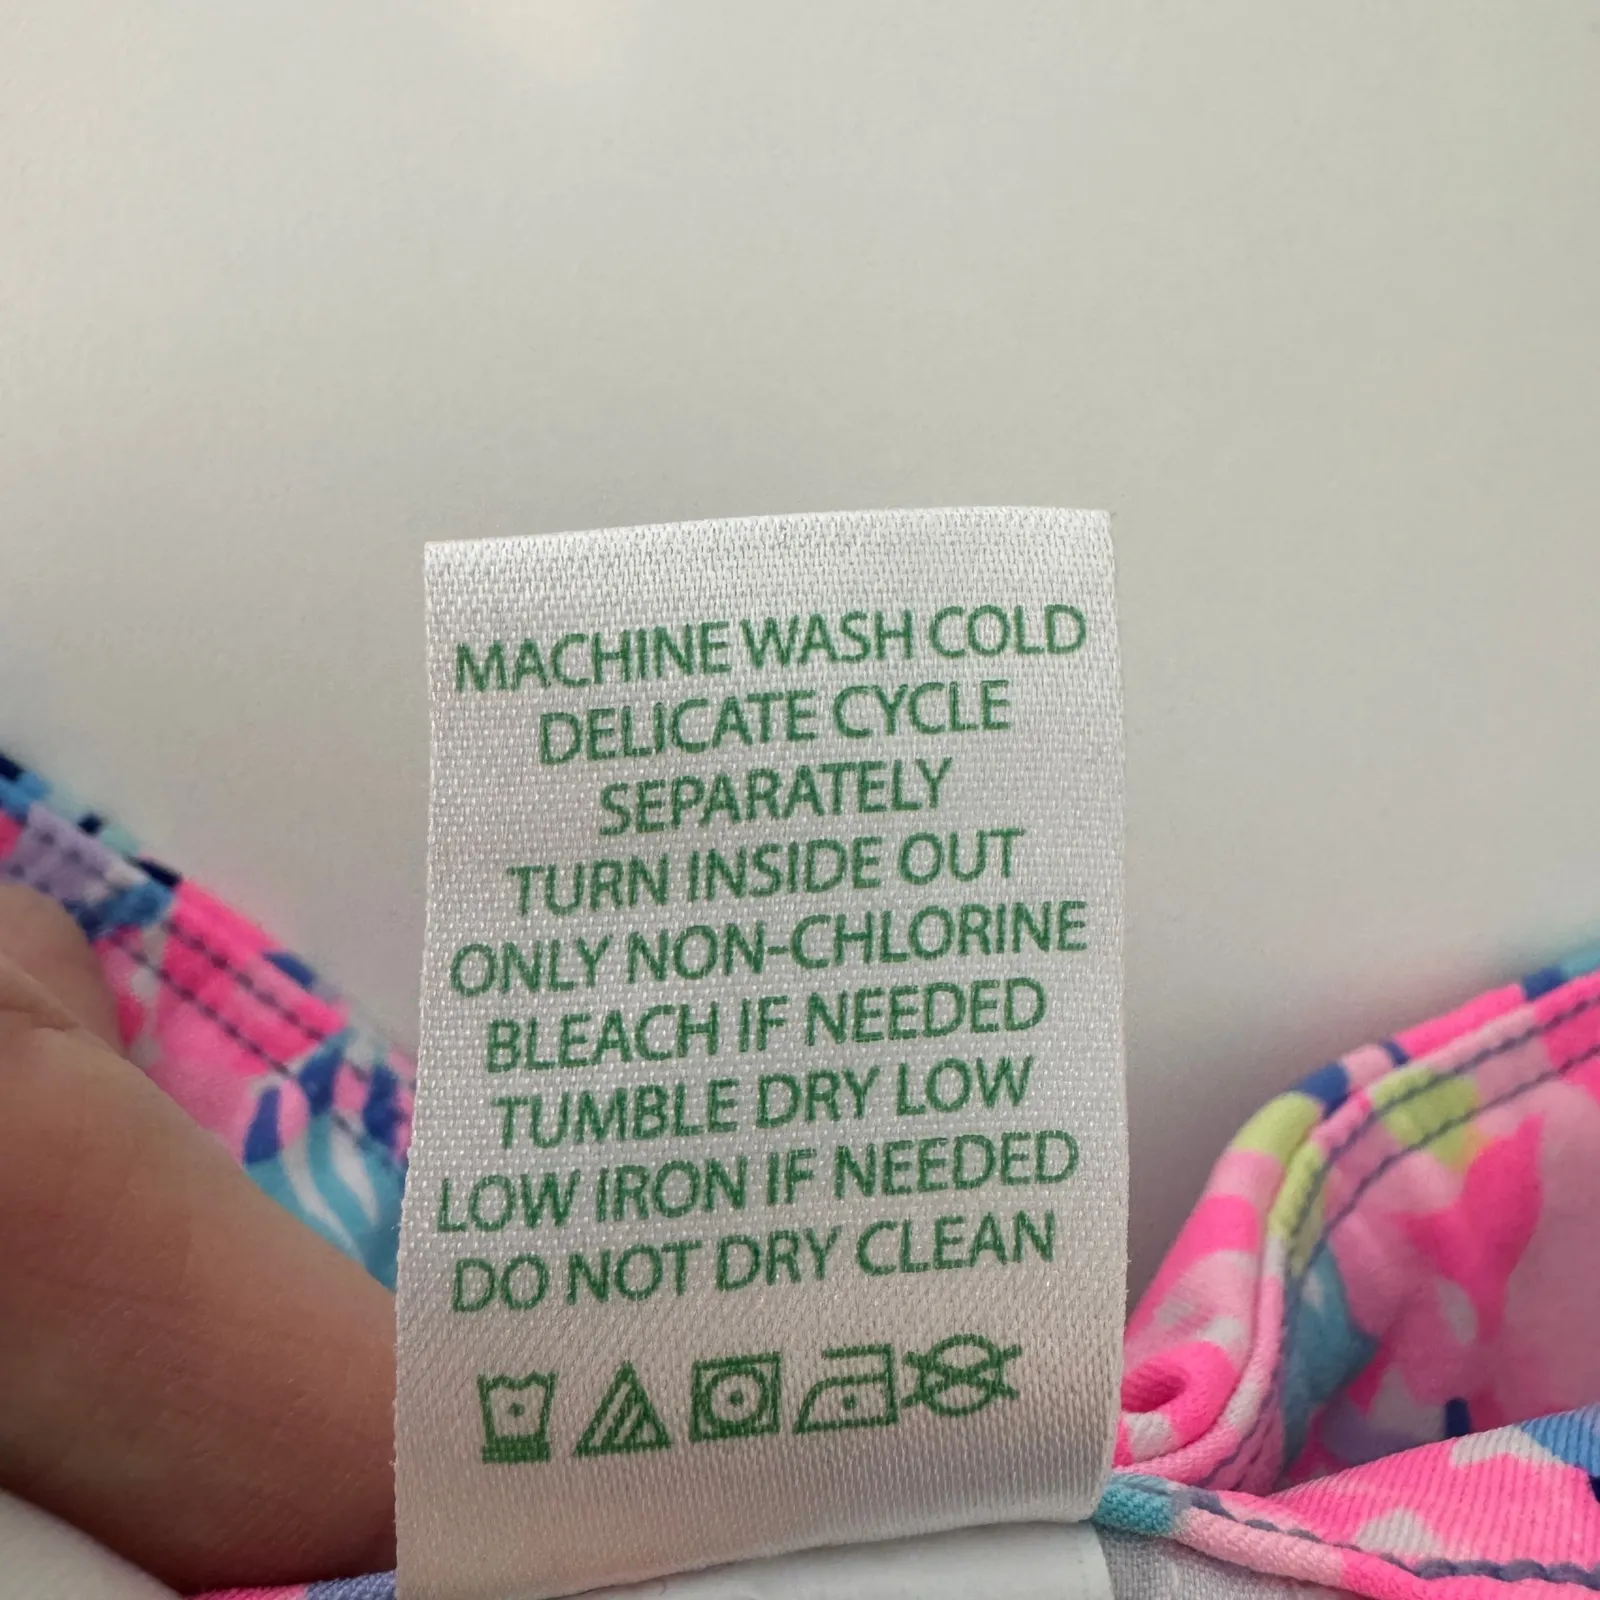 MACHINE WASH COLD
DELICATE CYCLE
SEPARATELY
TURN INSIDE OUT
ONLY NON-CHLORINE
BLEACH IF NEEDED
TUMBLE DRY LOW
LOW IRON IF NEEDED
DO NOT DRY CLEAN